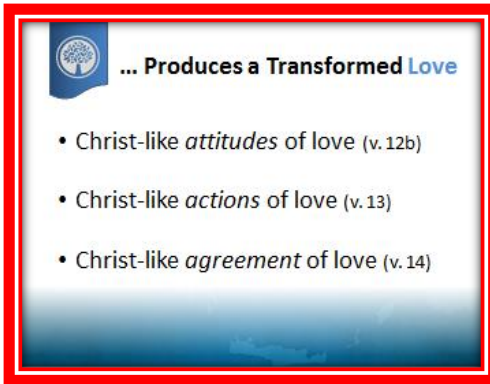 ... Produces a Transformed Love
• Christ-like attitudes of love (v. 12b)
• Christ-like actions of love (v. 13)
• Christ-like agreement of love (v. 14)